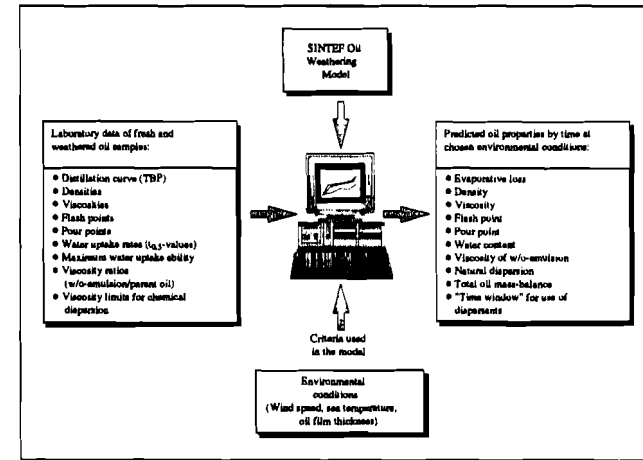 SINTEF Oil
Weathering
Model
Laboratory data of fresh and
weathered oil samples:
● Distillation curve (TBP)
● Densities
● Viscosities
● Flash points
● Pour points
● Water uptake rates (t0.5-values)
● Maximum water uptake ability
● Viscosity ratios
(w/o-emulsion/parent oil)
● Viscosity limits for chemical
dispersion
Predicted oil properties by time at
chosen environmental conditions:
● Evaporative loss
● Density
● Viscosity
● Flash point
● Pour point
● Water content
● Viscosity of w/o-emulsion
● Natural dispersion
● Total oil mass-balance
● "Time window" for use of
dispersants
Criteria used
in the model
Environmental
conditions
(Wind speed, sea temperature,
oil film thickness)